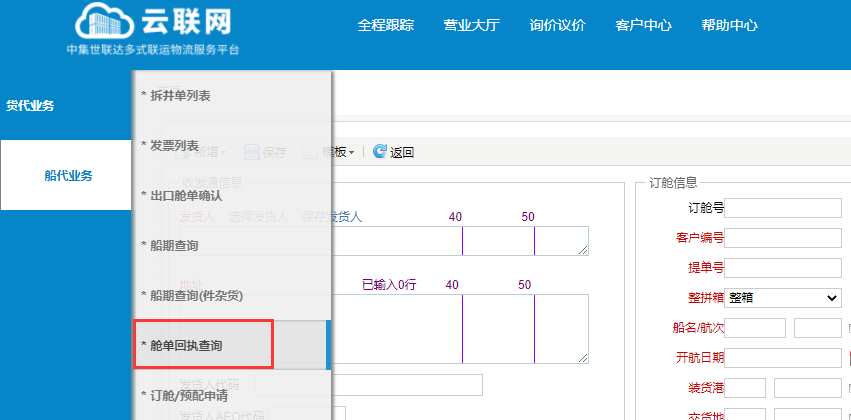 云联网
中集世联达多式联运物流服务平台
全程跟踪 营业大厅 询价议价 客户中心 帮助中心
货代业务
船代业务
* 拆并单列表
* 发票列表
* 出口舱单确认
* 船期查询
* 船期查询(件杂货)
* 舱单回执查询
* 订舱/预配申请
新增 保存 模板 返回
收发通信息
发货人 选择发货人 保存发货人 40 50
地址 已输入0行 40 50
发货人代码
发货人AEO代码
订舱信息
订舱号
客户编号
提单号
整拼箱 整箱
船名/航次
开航日期
装货港
交货地